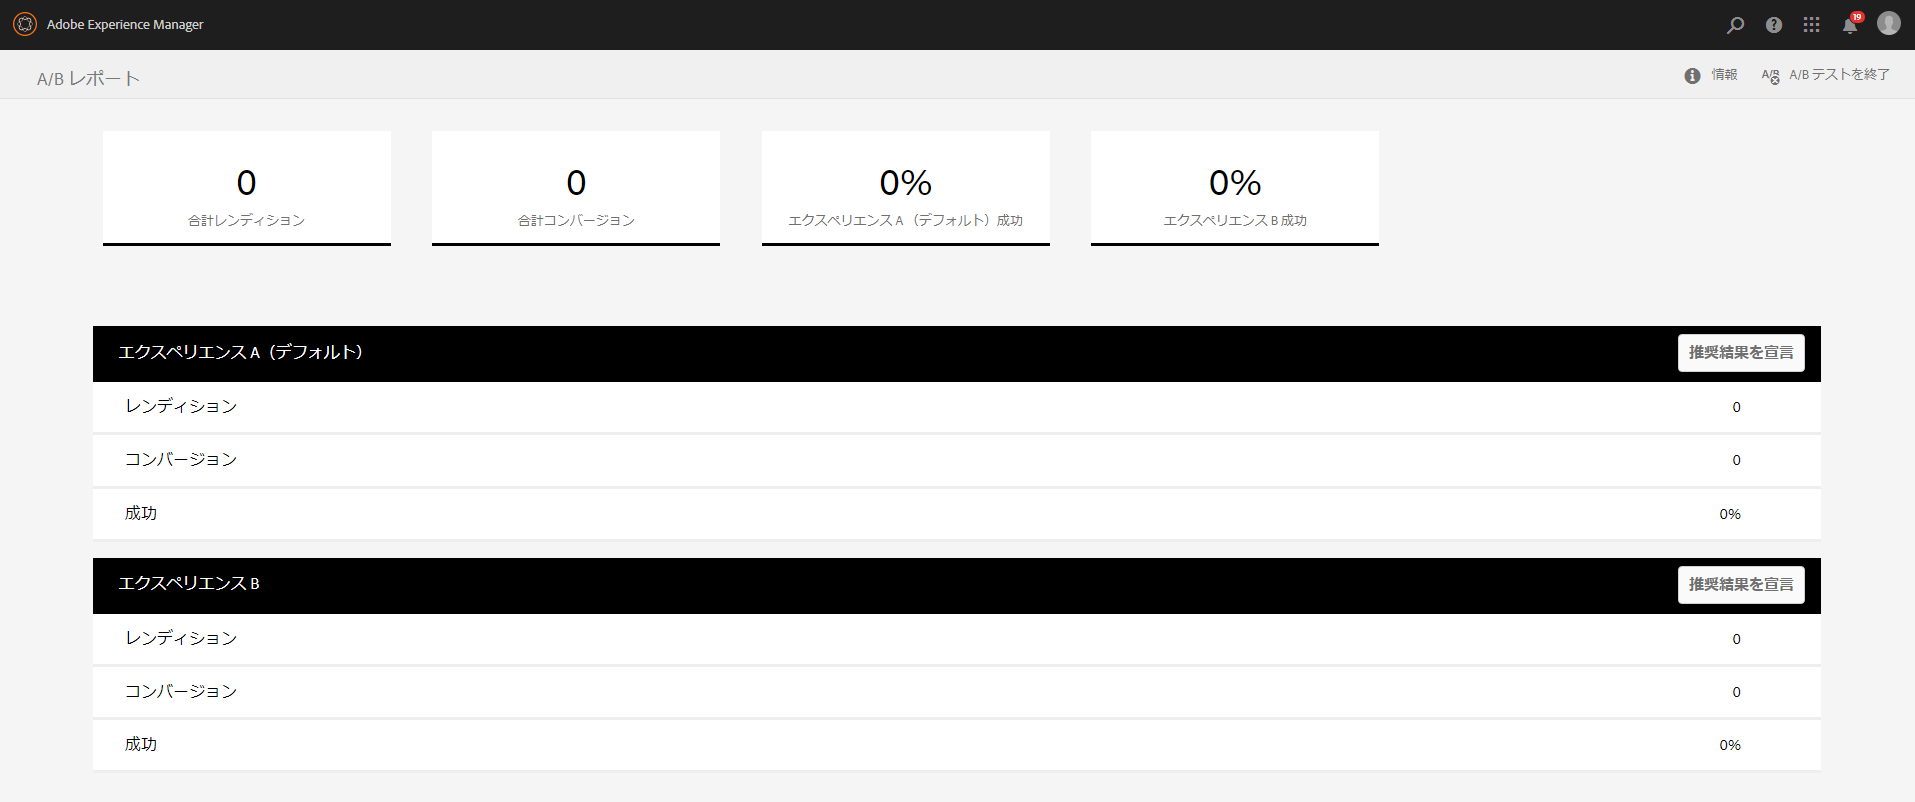 Adobe Experience Manager
19
A/B レポート
情報
A/B テストを終了
0
合計レンディション
0
合計コンバージョン
0%
エクスペリエンス A （デフォルト）成功
0%
エクスペリエンス B 成功
エクスペリエンス A（デフォルト）
推奨結果を宣言
レンディション 0
コンバージョン 0
成功 0%
エクスペリエンス B
推奨結果を宣言
レンディション 0
コンバージョン 0
成功 0%